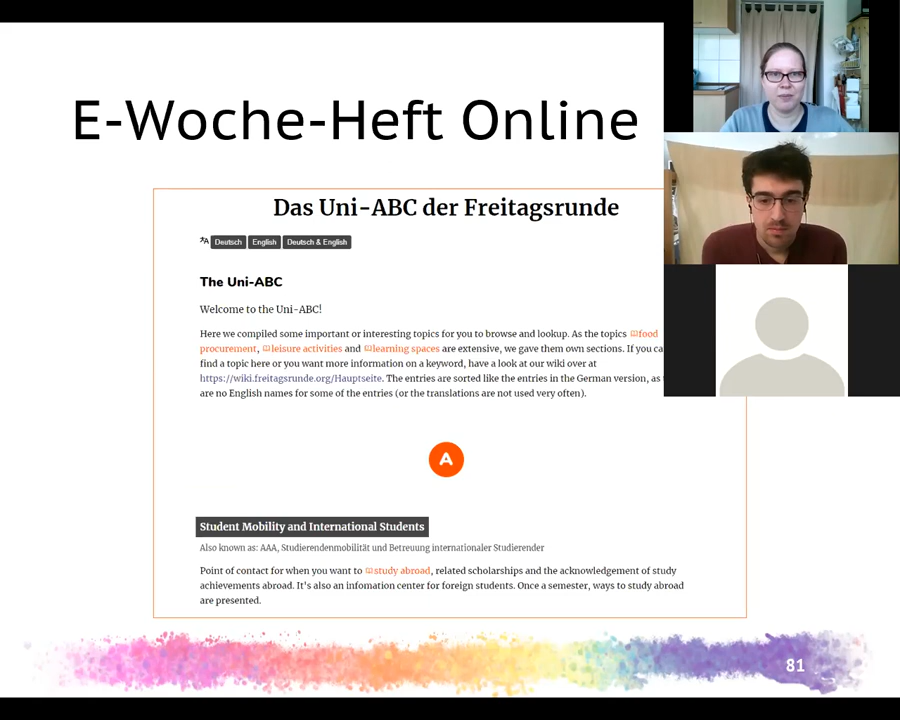 E-Woche-Heft Online
Das Uni-ABC der Freitagsrunde
Deutsch English Deutsch & English
The Uni-ABC
Welcome to the Uni-ABC!
Here we compiled some important or interesting topics for you to browse and lookup. As the topics food
procurement, leisure activities and learning spaces are extensive, we gave them own sections. If you ca
find a topic here or you want more information on a keyword, have a look at our wiki over at
https://wiki.freitagsrunde.org/Hauptseite. The entries are sorted like the entries in the German version, as
are no English names for some of the entries (or the translations are not used very often).
A
Student Mobility and International Students
Also known as: AAA, Studierendenmobilität und Betreuung internationaler Studierender
Point of contact for when you want to study abroad, related scholarships and the acknowledgement of study
achievements abroad. It's also an infomation center for foreign students. Once a semester, ways to study abroad
are presented.
81